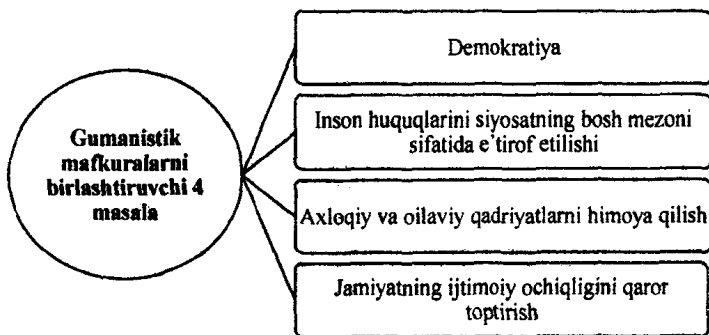 Gumanistik
mafkuralarni
birlashtiruvchi 4
masala
Demokratiya
Inson huquqlarini siyosatning bosh mezoni
sifatida e'tirof etilishi
Axloqiy va oilaviy qadriyatlarni himoya qilish
Jamiyatning ijtimoiy ochiqligini qaror
toptirish